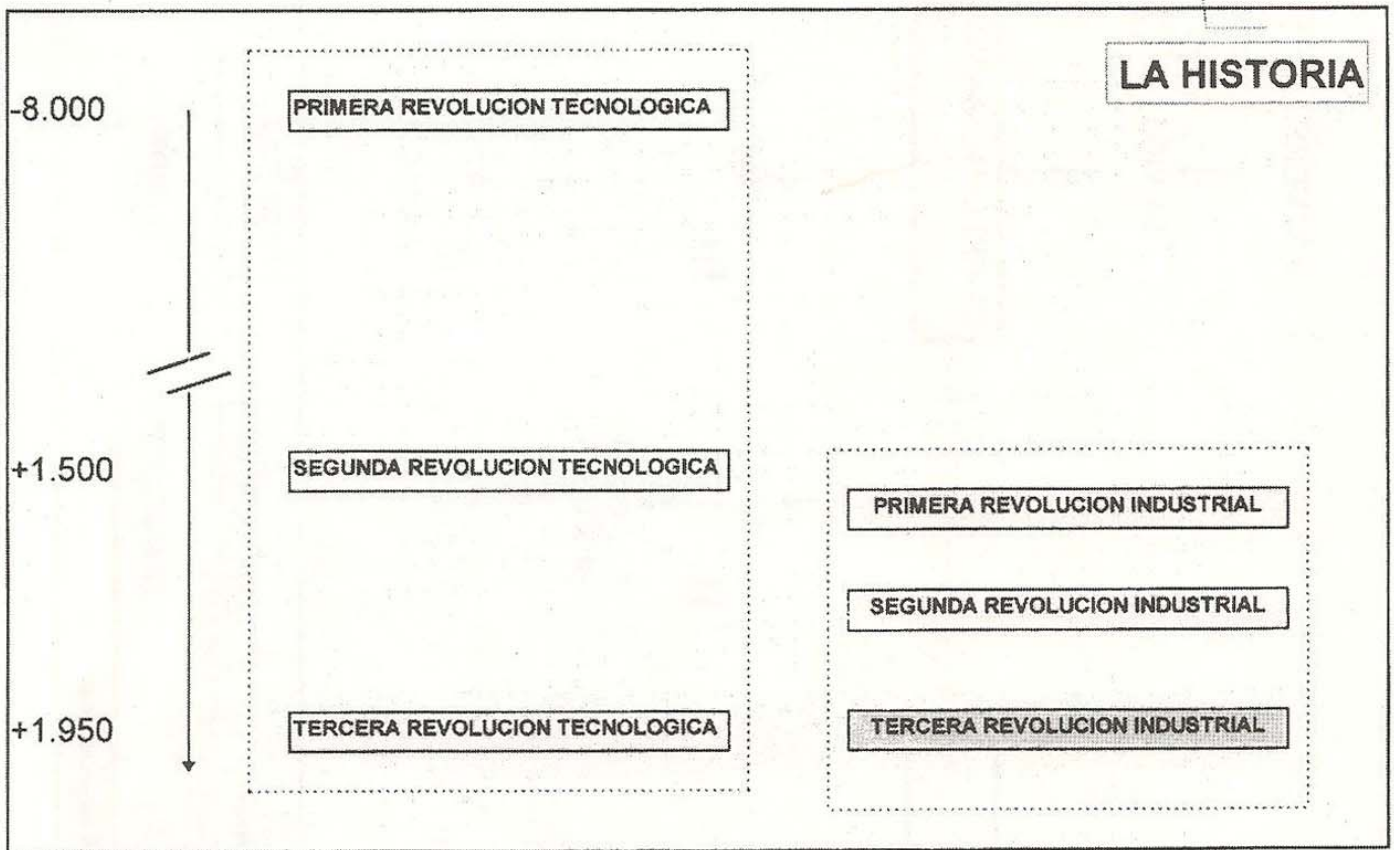 LA HISTORIA
-8.000
PRIMERA REVOLUCION TECNOLOGICA
+1.500
SEGUNDA REVOLUCION TECNOLOGICA
PRIMERA REVOLUCION INDUSTRIAL
SEGUNDA REVOLUCION INDUSTRIAL
+1.950
TERCERA REVOLUCION TECNOLOGICA
TERCERA REVOLUCION INDUSTRIAL